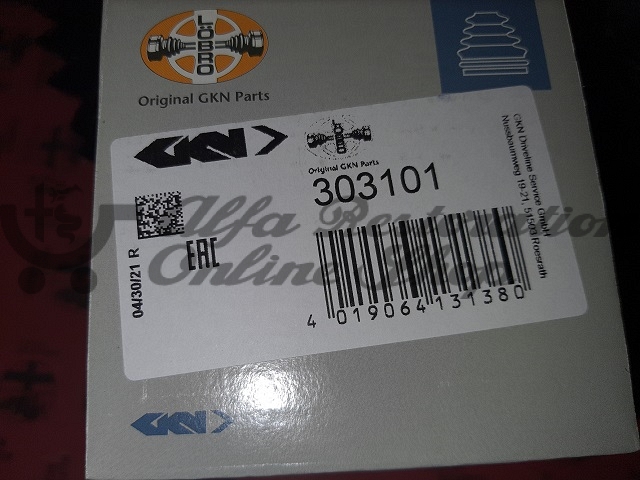 LÖBRO
Original GKN Parts
GKN
LÖBRO
Original GKN Parts
303101
GKN Driveline Service GmbH
Nussbaumweg 19-21, 51503 Roesrath
04/30/21 R
EAC
4 019064 131380
Alfa Restoration
Online Shop
GKN